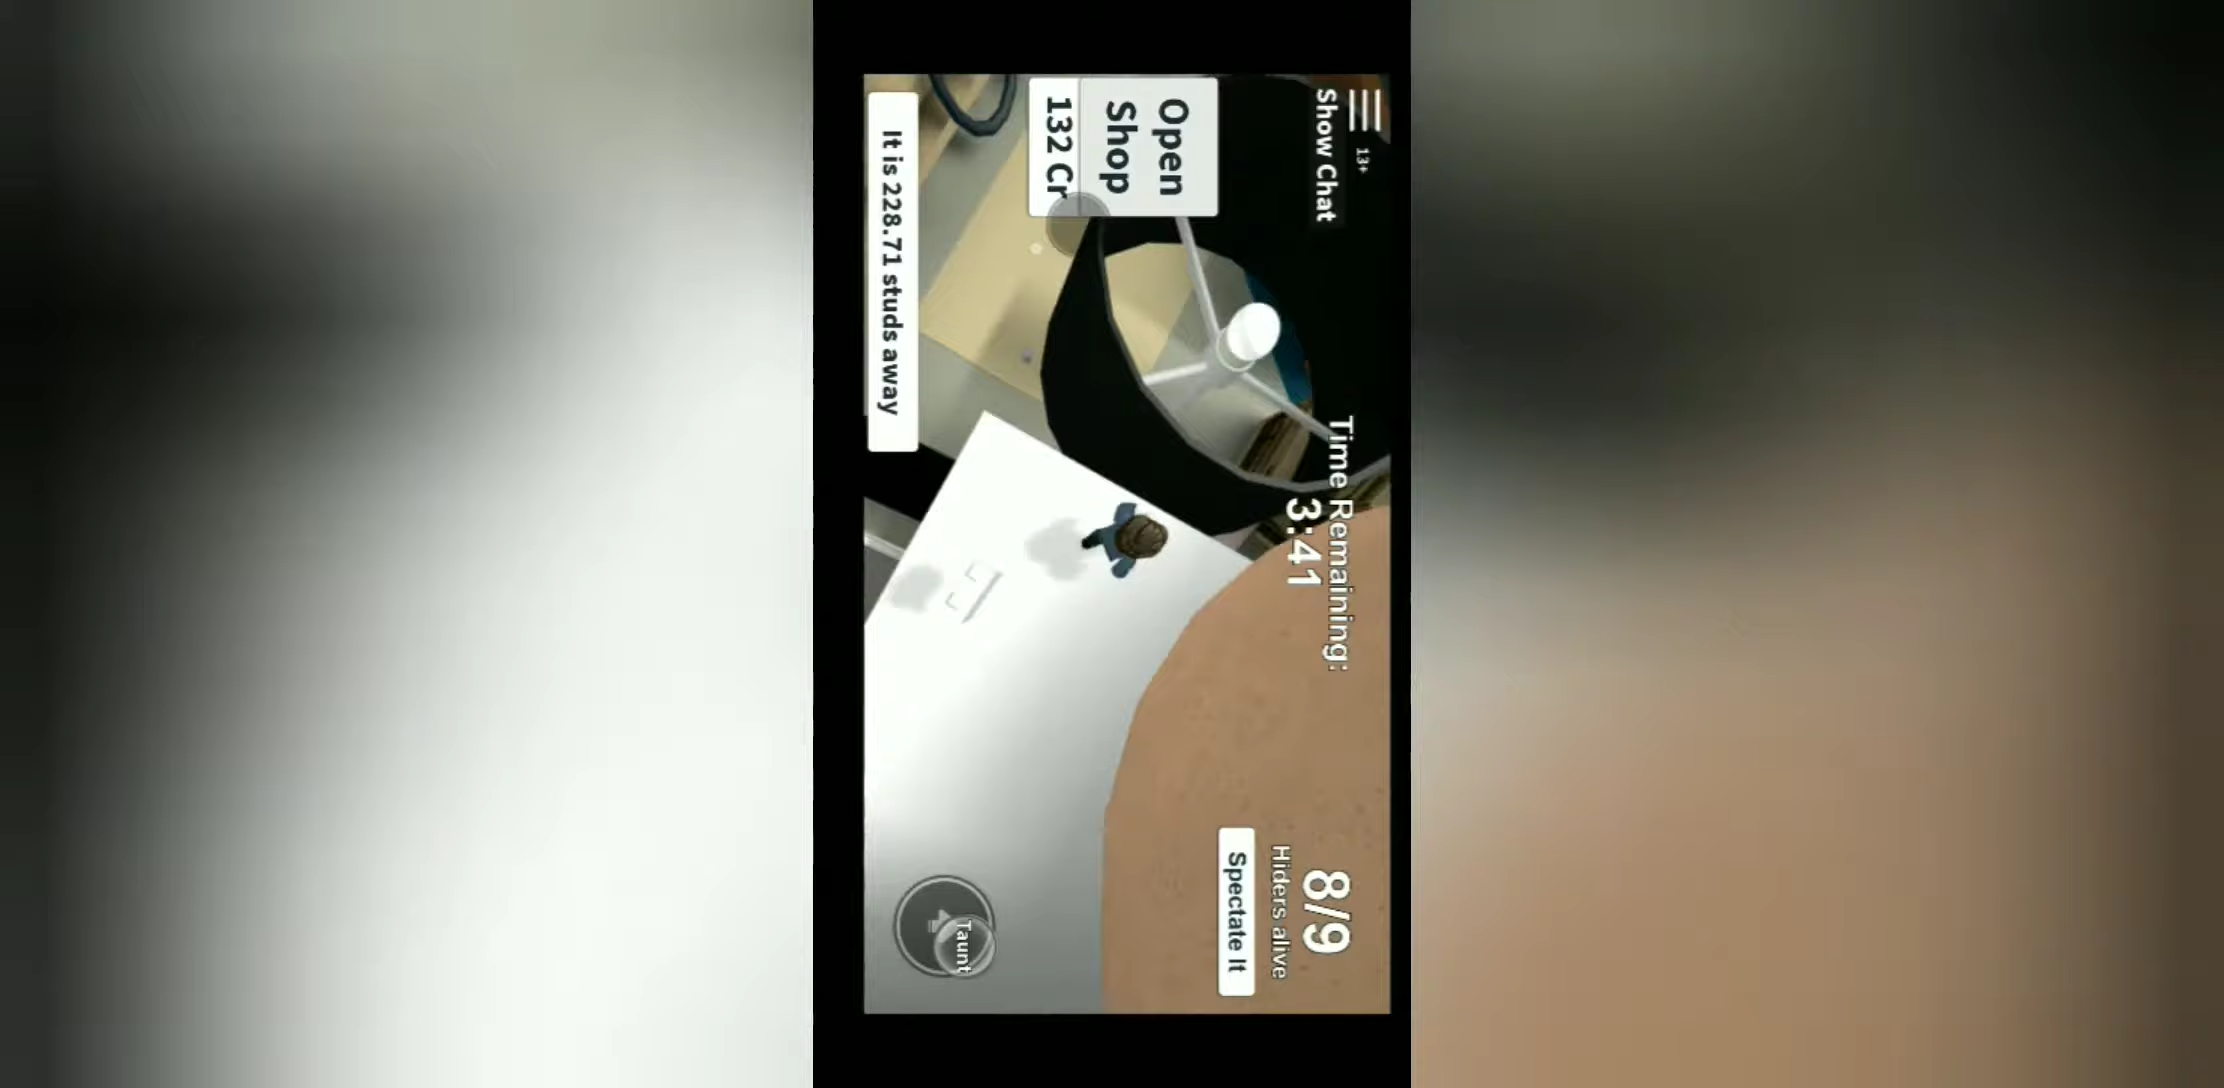 13+
Show Chat
Time Remaining:
3:41
8/9
Hiders alive
Spectate It
Open
Shop
132 Cr
It is 228.71 studs away
Taunt